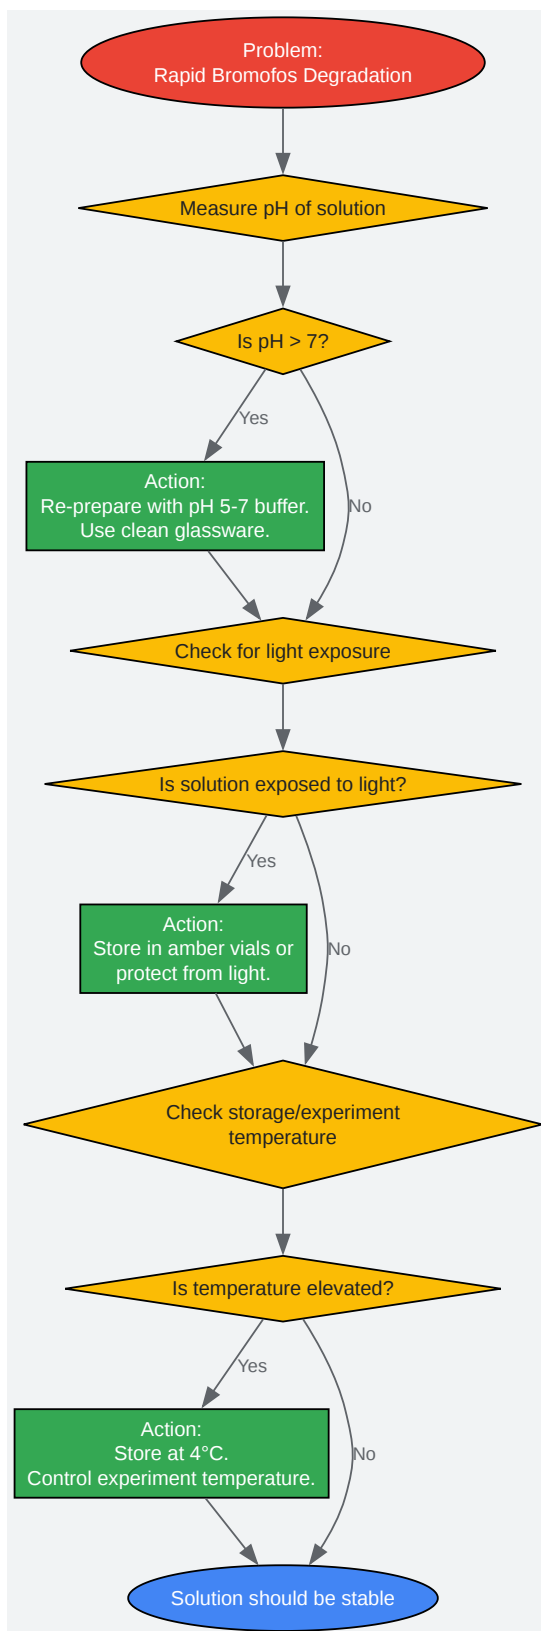 Problem:
Rapid Bromofos Degradation
Measure pH of solution
Is pH > 7?
Yes
Action:
Re-prepare with pH 5-7 buffer.
Use clean glassware.
No
Check for light exposure
Is solution exposed to light?
Yes
Action:
Store in amber vials or
protect from light.
No
Check storage/experiment
temperature
Is temperature elevated?
Yes
Action:
Store at 4°C.
Control experiment temperature.
No
Solution should be stable